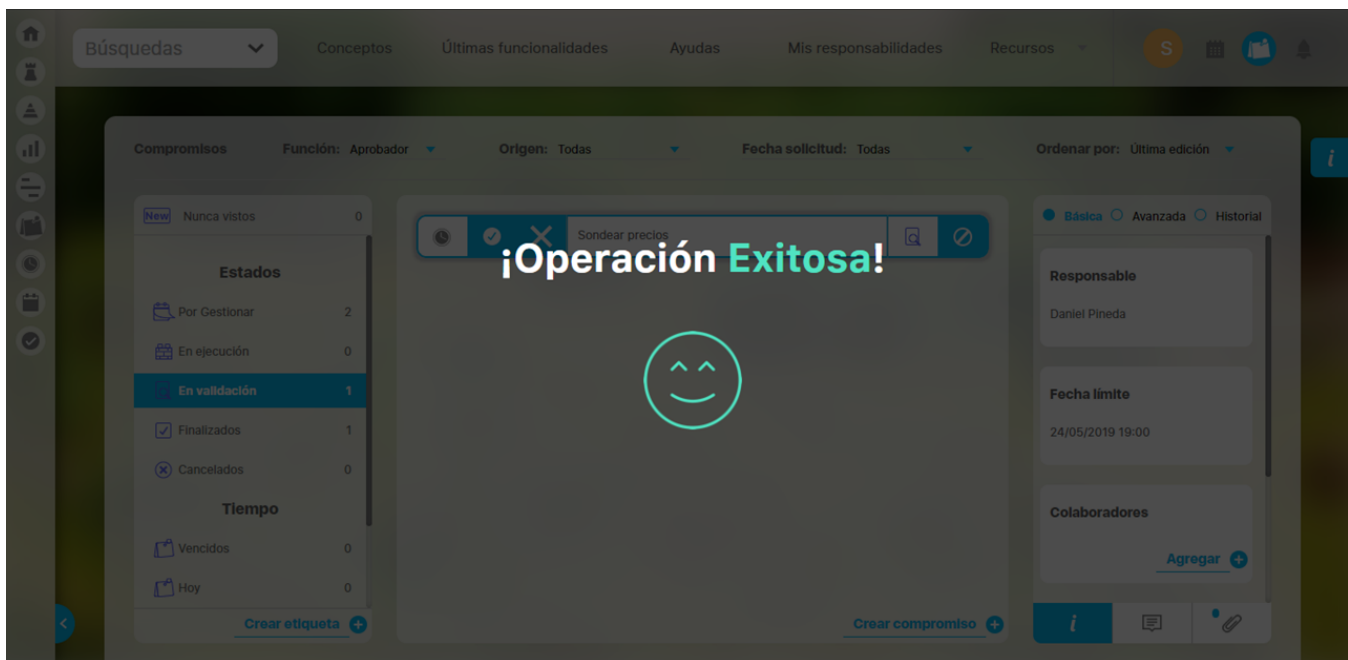 Búsquedas
Conceptos
Últimas funcionalidades
Ayudas
Mis responsabilidades
Recursos
S
Compromisos
Función: Aprobador
Origen: Todas
Fecha solicitud: Todas
Ordenar por: Última edición
i
New Nunca vistos 0
Estados
Por Gestionar 2
En ejecución 0
En validación 1
Finalizados 1
Cancelados 0
Tiempo
Vencidos 0
Hoy 0
Crear etiqueta
Sondear precios
¡Operación Exitosa!
Crear compromiso
Básica Avanzada Historial
Responsable
Daniel Pineda
Fecha límite
24/05/2019 19:00
Colaboradores
Agregar
i